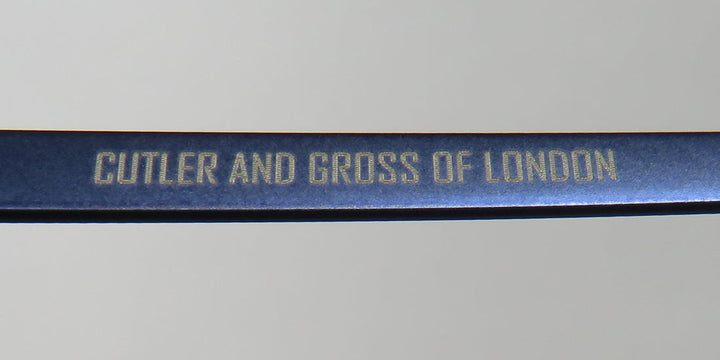 CUTLER AND GROSS OF LONDON